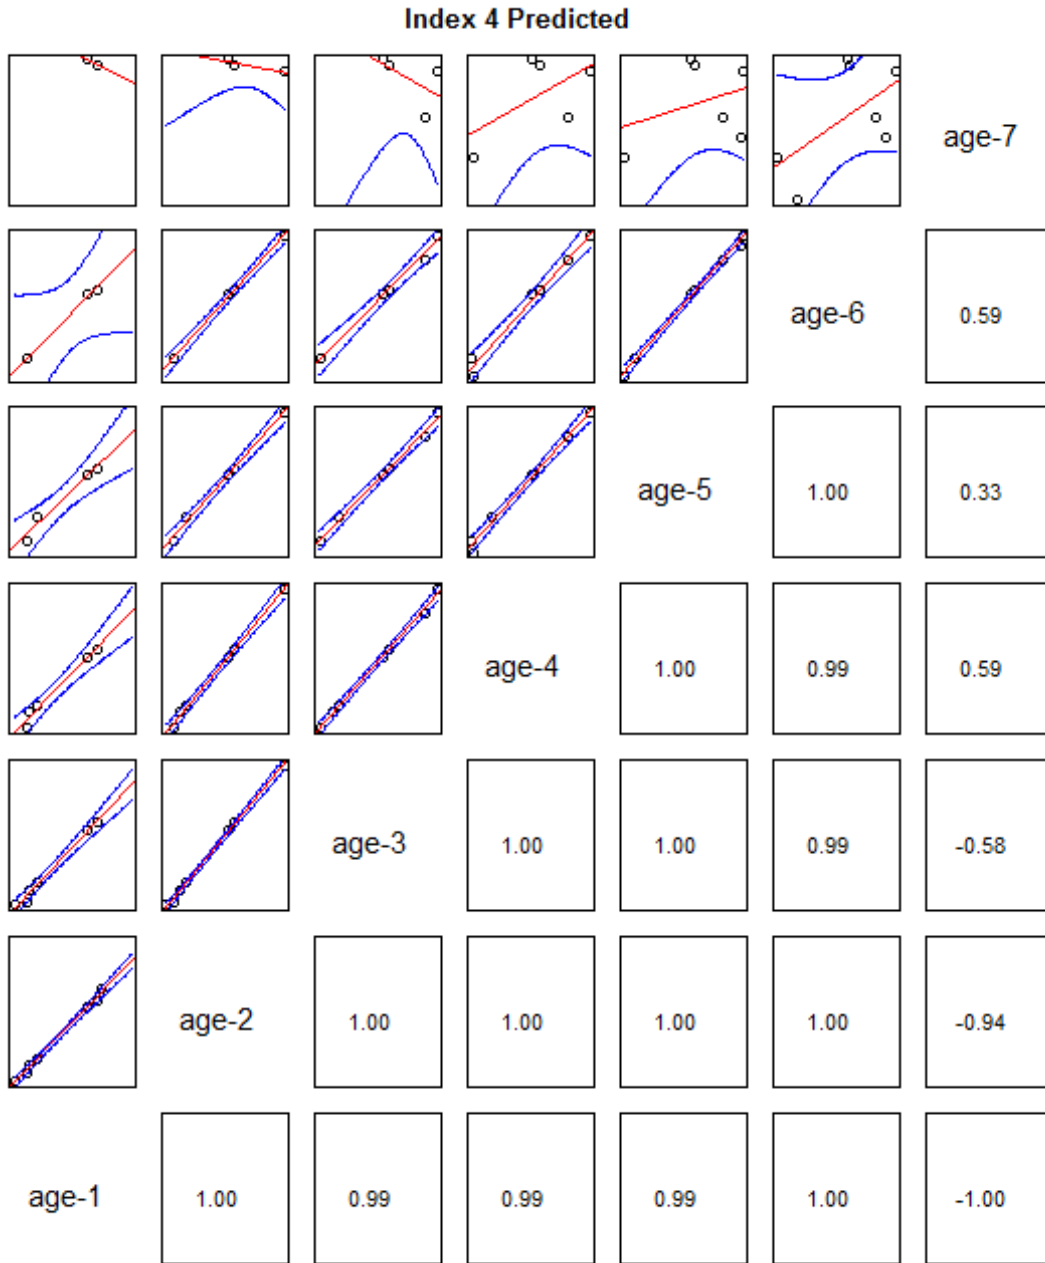 Index 4 Predicted
age-7
age-6 0.59
age-5 1.00 0.33
age-4 1.00 0.99 0.59
age-3 1.00 1.00 0.99 -0.58
age-2 1.00 1.00 1.00 1.00 -0.94
age-1 1.00 0.99 0.99 0.99 1.00 -1.00